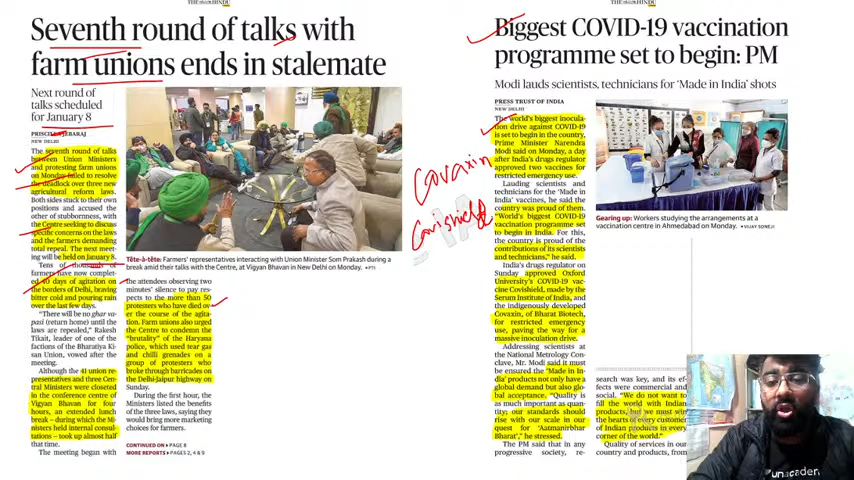 THE HINDU
Seventh round of talks with
farm unions ends in stalemate
Next round of
talks scheduled
for January 8
PRISCILLA JEBARAJ
NEW DELHI
The seventh round of talks
between Union Ministers
and protesting farm unions
on Monday failed to resolve
the deadlock over three new
agricultural reform laws.
Both sides stuck to their own
positions and accused the
other of stubbornness, with
the Centre seeking to discuss
specific concerns on the laws
and the farmers demanding
total repeal. The next meet-
ing will be held on January 8.
Tens of thousands of
farmers have now complet-
ed 40 days of agitation on
the borders of Delhi, braving
bitter cold and pouring rain
over the last few days.
"There will be no ghar va-
pasi (return home) until the
laws are repealed," Rakesh
Tikait, leader of one of the
factions of the Bharatiya Ki-
san Union, vowed after the
meeting.
Although the 41 union re-
presentatives and three Cen-
tral Ministers were closeted
in the conference centre of
Vigyan Bhavan for four
hours, an extended lunch
break – during which the Mi-
nisters held internal consul-
tations – took up almost half
that time.
The meeting began with
Tête-à-tête: Farmers' representatives interacting with Union Minister Som Prakash during a
break amid their talks with the Centre, at Vigyan Bhavan in New Delhi on Monday. PTI
the attendees observing two
minutes' silence to pay res-
pects to the more than 50
protesters who have died ov-
er the course of the agita-
tion. Farm unions also urged
the Centre to condemn the
"brutality" of the Haryana
police, which used tear gas
and chilli grenades on a
group of protesters who
broke through barricades on
the Delhi-Jaipur highway on
Sunday.
During the first hour, the
Ministers listed the benefits
of the three laws, saying they
would bring more marketing
choices for farmers.
CONTINUED ON PAGE 8
MORE REPORTS PAGES 2, 4 & 9
THE HINDU
Biggest COVID-19 vaccination
programme set to begin: PM
Modi lauds scientists, technicians for 'Made in India' shots
PRESS TRUST OF INDIA
NEW DELHI
The world's biggest inocula-
tion drive against COVID-19
is set to begin in the country,
Prime Minister Narendra
Modi said on Monday, a day
after India's drugs regulator
approved two vaccines for
restricted emergency use.
Lauding scientists and
technicians for the 'Made in
India' vaccines, he said the
country was proud of them.
"World's biggest COVID-19
vaccination programme set
to begin in India. For this,
the country is proud of the
contributions of its scientists
and technicians," he said.
India's drugs regulator on
Sunday approved Oxford
University's COVID-19 vac-
cine Covishield, made by the
Serum Institute of India, and
the indigenously developed
Covaxin, of Bharat Biotech,
for restricted emergency
use, paving the way for a
massive inoculation drive.
Addressing scientists at
the National Metrology Con-
clave, Mr. Modi said it must
be ensured the "Made in In-
dia' products not only have a
global demand but also glo-
bal acceptance. "Quality is
as much important as quan-
tity; our standards should
rise with our scale in our
quest for 'Aatmanirbhar
Bharat'," he stressed.
The PM said that in any
progressive society, re-
Covaxin
Covishield
Gearing up: Workers studying the arrangements at a
vaccination centre in Ahmedabad on Monday. VIJAY SONEJI
search was key, and its ef-
fects were commercial and
social. "We do not want to
fill the world with Indian
products, but we must win
the hearts of every customer
of Indian products in every
corner of the world."
Quality of services in our
country and products, from
unacadem